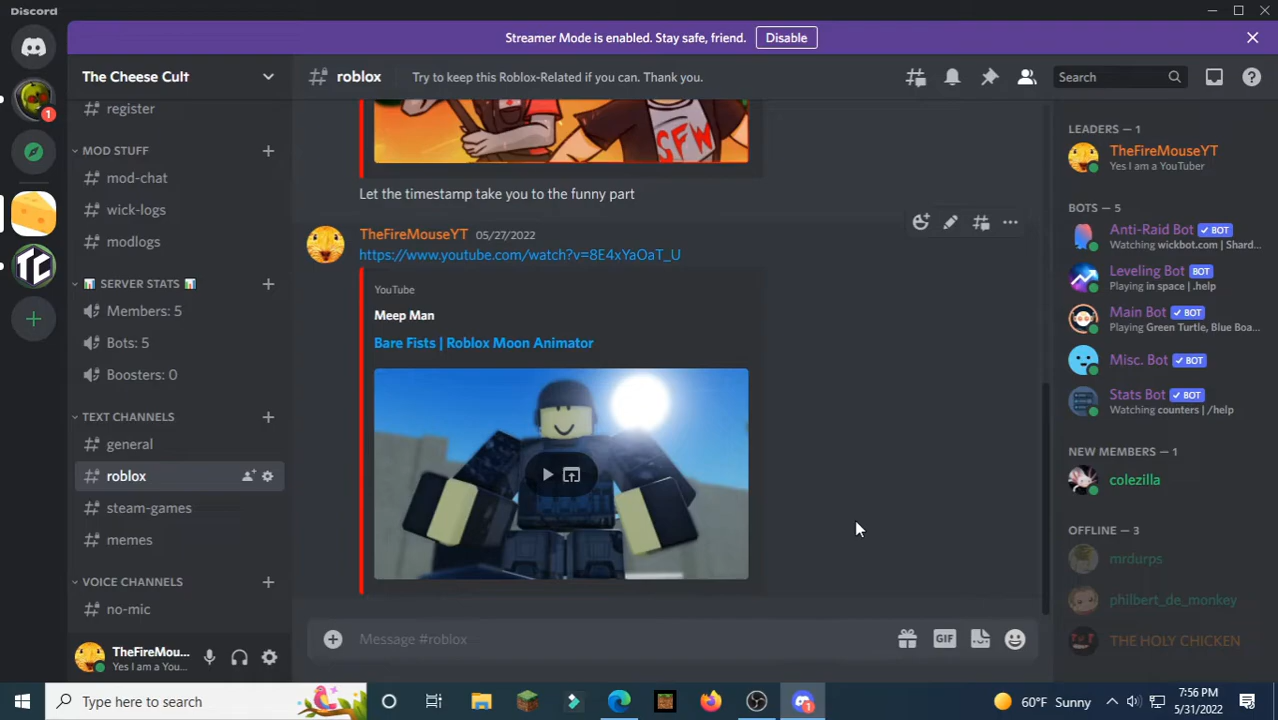 Discord
Streamer Mode is enabled. Stay safe, friend. Disable
The Cheese Cult
roblox Try to keep this Roblox-Related if you can. Thank you. Search
register
MOD STUFF
mod-chat
wick-logs
modlogs
📊 SERVER STATS 📊
Members: 5
Bots: 5
Boosters: 0
TEXT CHANNELS
general
roblox
steam-games
memes
VOICE CHANNELS
no-mic
TheFireMou...
Yes I am a You...
1
GFW
Let the timestamp take you to the funny part
TheFireMouseYT 05/27/2022
https://www.youtube.com/watch?v=8E4xYaOaT_U
YouTube
Meep Man
Bare Fists | Roblox Moon Animator
Message #roblox
GIF
LEADERS — 1
TheFireMouseYT
Yes I am a YouTuber
BOTS — 5
Anti-Raid Bot ✓ BOT
Watching wickbot.com | Shard...
Leveling Bot BOT
Playing in space | .help
Main Bot ✓ BOT
Playing Green Turtle, Blue Boa...
Misc. Bot ✓ BOT
Stats Bot ✓ BOT
Watching counters | /help
NEW MEMBERS — 1
colezilla
OFFLINE — 3
mrdurps
philbert_de_monkey
THE HOLY CHICKEN
TC
Type here to search
1
60°F Sunny
7:56 PM
5/31/2022